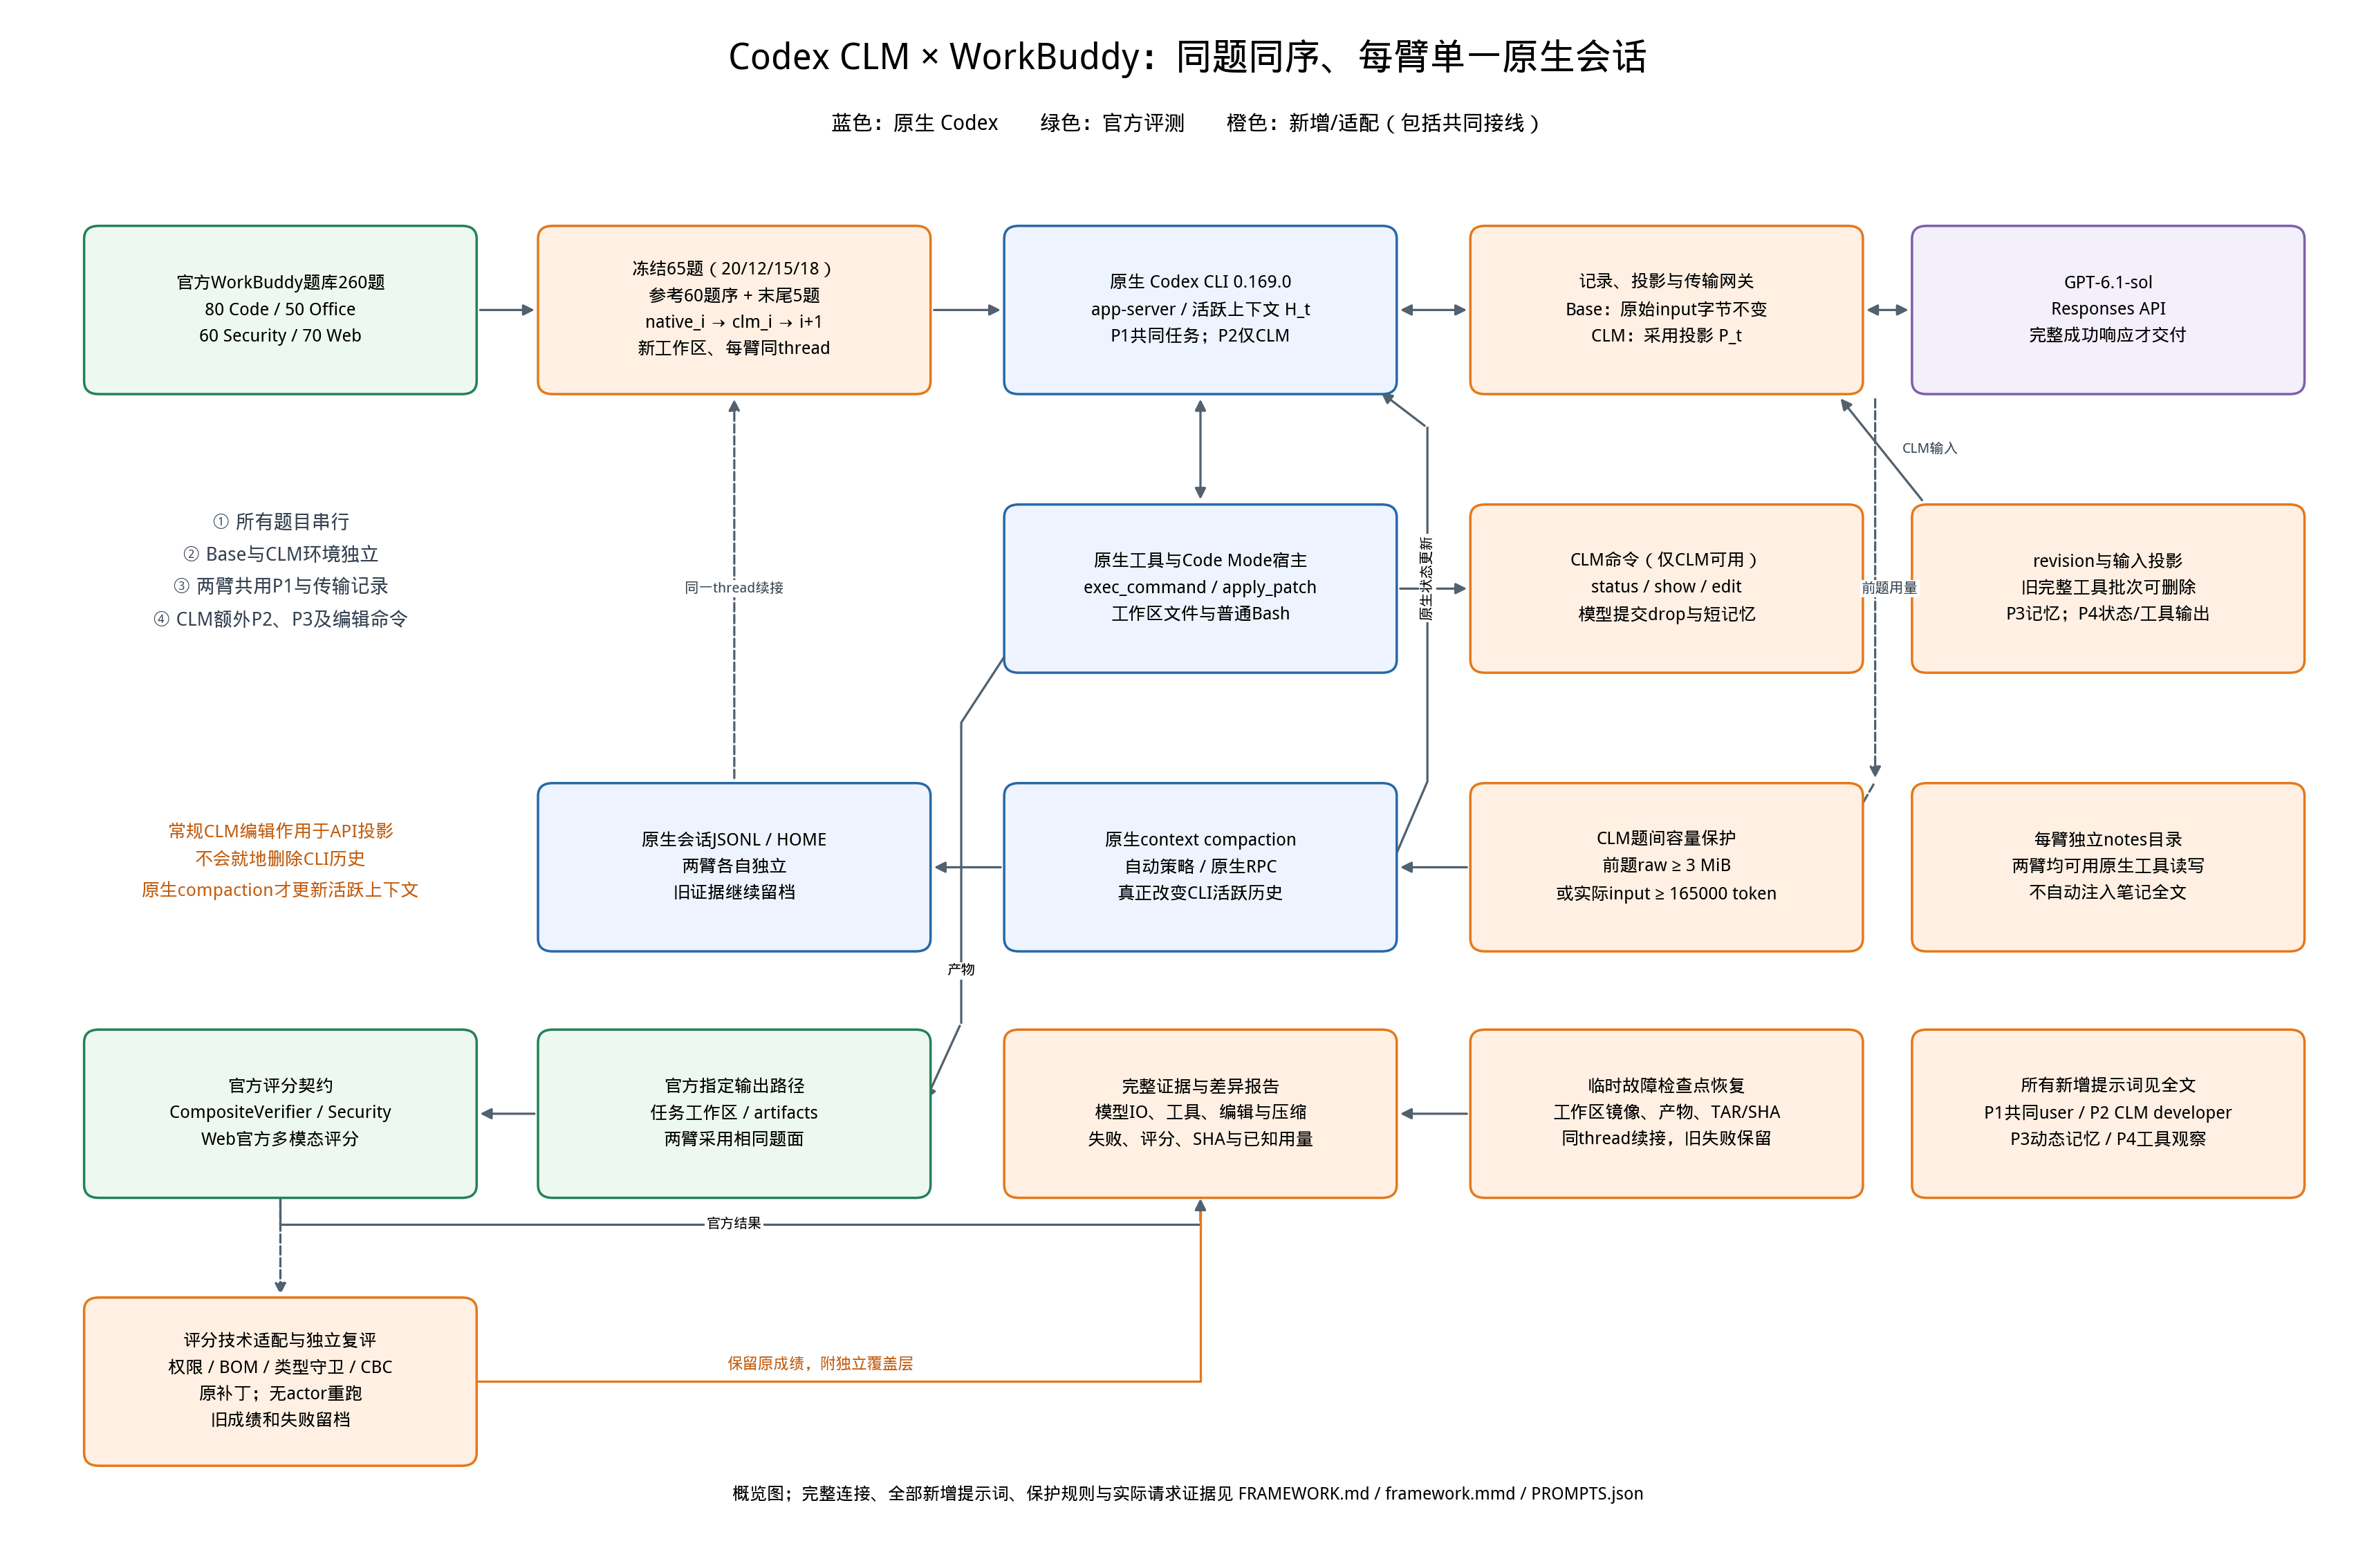 Codex CLM × WorkBuddy：同题同序、每臂单一原生会话
蓝色：原生 Codex　　绿色：官方评测　　橙色：新增/适配（包括共同接线）
官方WorkBuddy题库260题
80 Code / 50 Office
60 Security / 70 Web
冻结65题（20/12/15/18）
参考60题序 + 末尾5题
native_i → clm_i → i+1
新工作区、每臂同thread
原生 Codex CLI 0.169.0
app-server / 活跃上下文 H_t
P1共同任务；P2仅CLM
记录、投影与传输网关
Base：原始input字节不变
CLM：采用投影 P_t
GPT-6.1-sol
Responses API
完整成功响应才交付
CLM输入
① 所有题目串行
② Base与CLM环境独立
③ 两臂共用P1与传输记录
④ CLM额外P2、P3及编辑命令
同一thread续接
原生工具与Code Mode宿主
exec_command / apply_patch
工作区文件与普通Bash
原生状态更新
CLM命令（仅CLM可用）
status / show / edit
模型提交drop与短记忆
前题用量
revision与输入投影
旧完整工具批次可删除
P3记忆；P4状态/工具输出
常规CLM编辑作用于API投影
不会就地删除CLI历史
原生compaction才更新活跃上下文
原生会话JSONL / HOME
两臂各自独立
旧证据继续留档
原生context compaction
自动策略 / 原生RPC
真正改变CLI活跃历史
CLM题间容量保护
前题raw ≥ 3 MiB
或实际input ≥ 165000 token
每臂独立notes目录
两臂均可用原生工具读写
不自动注入笔记全文
产物
官方评分契约
CompositeVerifier / Security
Web官方多模态评分
官方指定输出路径
任务工作区 / artifacts
两臂采用相同题面
完整证据与差异报告
模型IO、工具、编辑与压缩
失败、评分、SHA与已知用量
临时故障检查点恢复
工作区镜像、产物、TAR/SHA
同thread续接，旧失败保留
所有新增提示词见全文
P1共同user / P2 CLM developer
P3动态记忆 / P4工具观察
官方结果
评分技术适配与独立复评
权限 / BOM / 类型守卫 / CBC
原补丁；无actor重跑
旧成绩和失败留档
保留原成绩，附独立覆盖层
概览图；完整连接、全部新增提示词、保护规则与实际请求证据见 FRAMEWORK.md / framework.mmd / PROMPTS.json